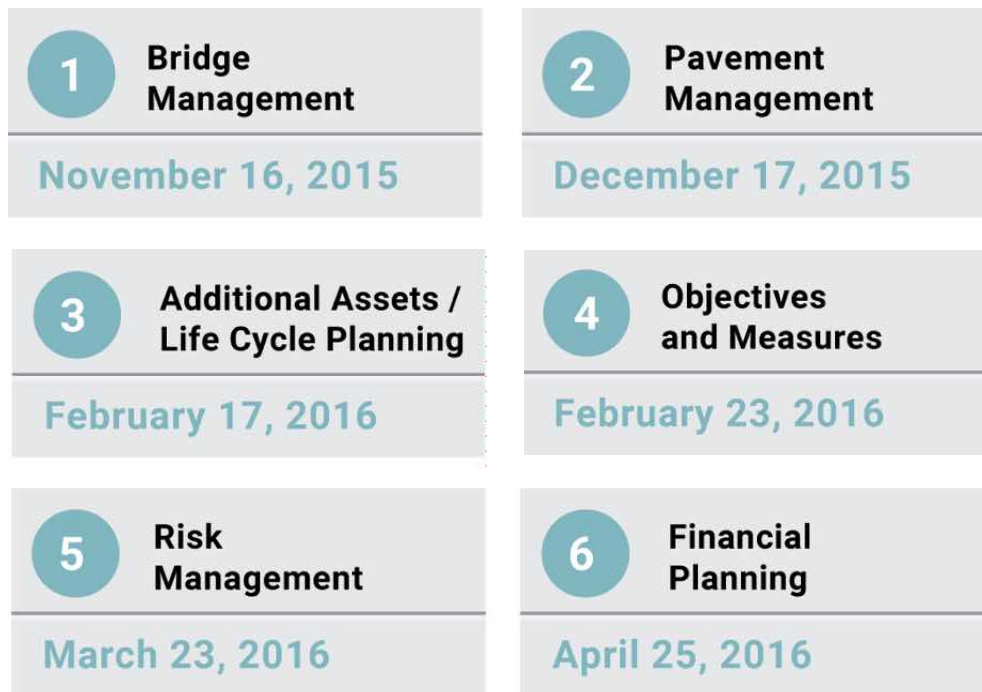 1
Bridge
Management
November 16, 2015
2
Pavement
Management
December 17, 2015
3
Additional Assets /
Life Cycle Planning
February 17, 2016
4
Objectives
and Measures
February 23, 2016
5
Risk
Management
March 23, 2016
6
Financial
Planning
April 25, 2016